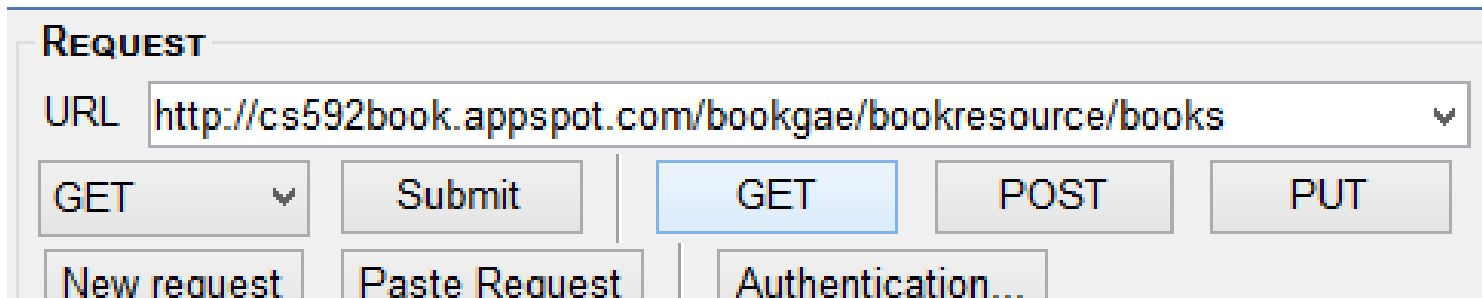 REQUEST
URL http://cs592book.appspot.com/bookgae/bookresource/books
GET Submit GET POST PUT
New request Paste Request Authentication...